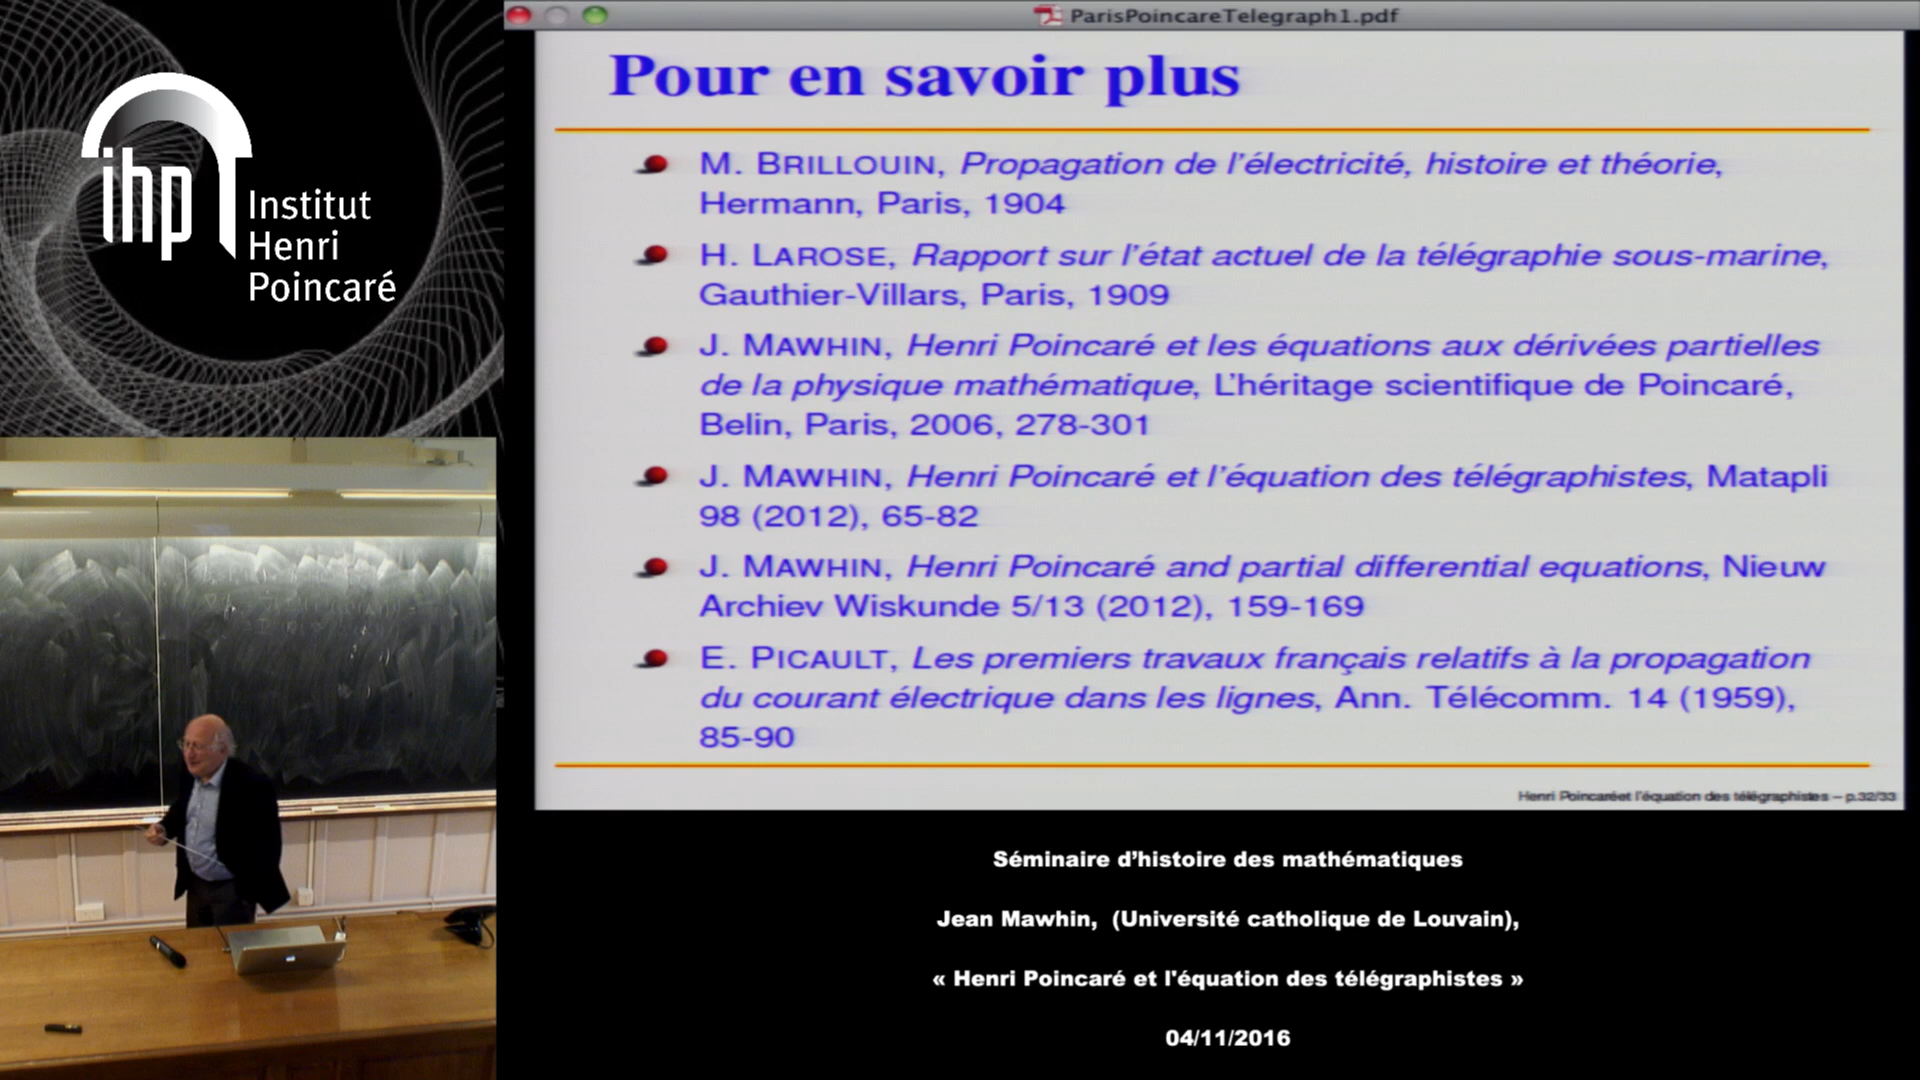 ihp
Institut
Henri
Poincaré
ParisPoincareTelegraph1.pdf
Pour en savoir plus
M. BRILLOUIN, Propagation de l'électricité, histoire et théorie,
Hermann, Paris, 1904
H. LAROSE, Rapport sur l'état actuel de la télégraphie sous-marine,
Gauthier-Villars, Paris, 1909
J. MAWHIN, Henri Poincaré et les équations aux dérivées partielles
de la physique mathématique, L'héritage scientifique de Poincaré,
Belin, Paris, 2006, 278-301
J. MAWHIN, Henri Poincaré et l'équation des télégraphistes, Matapli
98 (2012), 65-82
J. MAWHIN, Henri Poincaré and partial differential equations, Nieuw
Archiev Wiskunde 5/13 (2012), 159-169
E. PICAULT, Les premiers travaux français relatifs à la propagation
du courant électrique dans les lignes, Ann. Télécomm. 14 (1959),
85-90
Henri Poincaréet l'équation des télégraphistes – p.32/33
Séminaire d'histoire des mathématiques
Jean Mawhin, (Université catholique de Louvain),
« Henri Poincaré et l'équation des télégraphistes »
04/11/2016